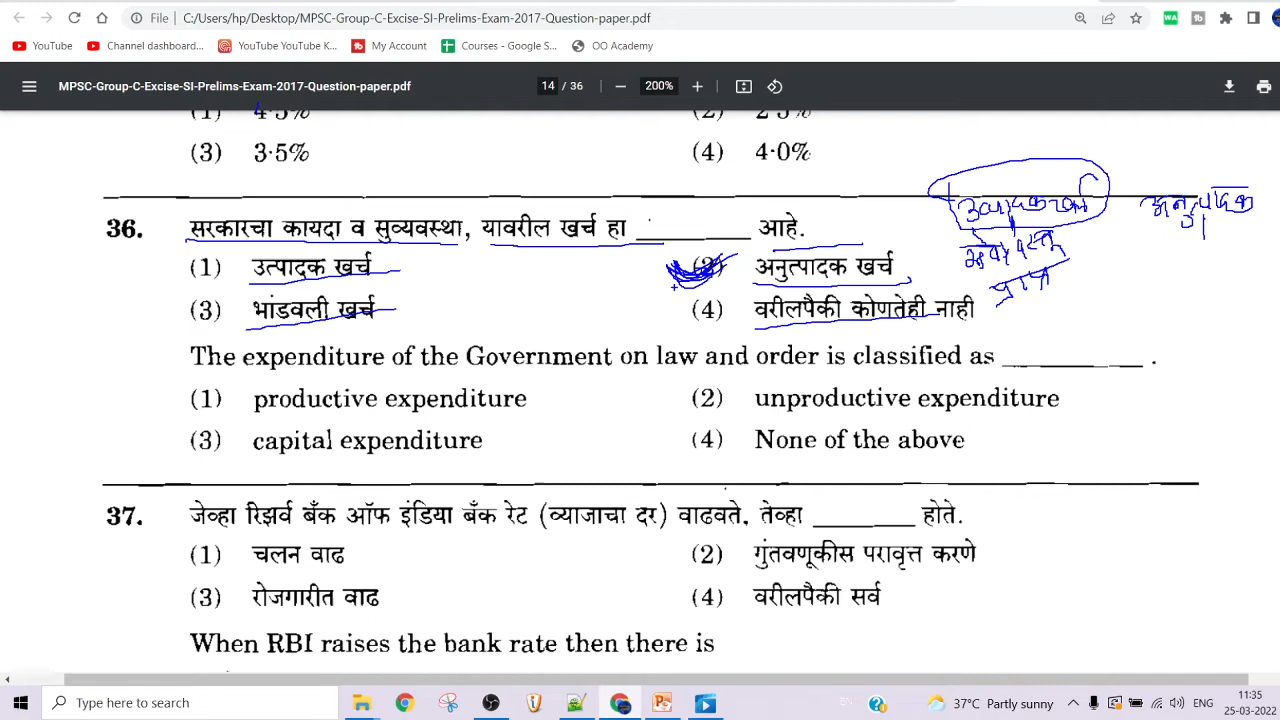 File | C:/Users/hp/Desktop/MPSC-Group-C-Excise-SI-Prelims-Exam-2017-Question-paper.pdf
YouTube Channel dashboard... YouTube YouTube K... My Account Courses - Google S... OO Academy
MPSC-Group-C-Excise-SI-Prelims-Exam-2017-Question-paper.pdf 14 / 36 — 200% +
(1) 4·5% (2) 2·5%
(3) 3·5% (4) 4·0%
36. सरकारचा कायदा व सुव्यवस्था, यावरील खर्च हा ________ आहे.
(1) उत्पादक खर्च (2) अनुत्पादक खर्च
(3) भांडवली खर्च (4) वरीलपैकी कोणतेही नाही
The expenditure of the Government on law and order is classified as ________ .
(1) productive expenditure (2) unproductive expenditure
(3) capital expenditure (4) None of the above
37. जेव्हा रिझर्व बँक ऑफ इंडिया बँक रेट (व्याजाचा दर) वाढवते, तेव्हा ________ होते.
(1) चलन वाढ (2) गुंतवणूकीस परावृत्त करणे
(3) रोजगारीत वाढ (4) वरीलपैकी सर्व
When RBI raises the bank rate then there is
Type here to search
37°C Partly sunny ENG 11:35
25-03-2022